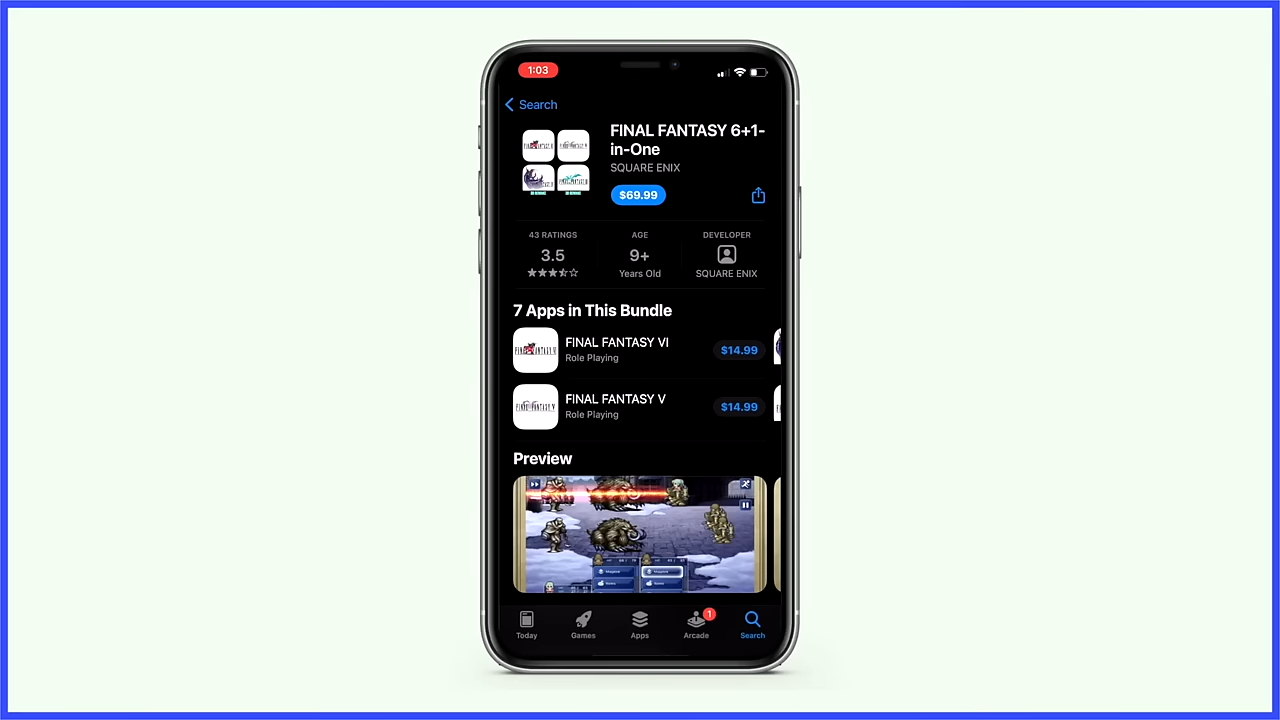 1:03
Search
FINAL FANTASY 6+1-
in-One
SQUARE ENIX
$69.99
43 RATINGS
AGE
DEVELOPER
3.5
9+
Years Old
SQUARE ENIX
7 Apps in This Bundle
FINAL FANTASY VI
Role Playing
$14.99
FINAL FANTASY V
Role Playing
$14.99
Preview
Today
Games
Apps
Arcade
1
Search